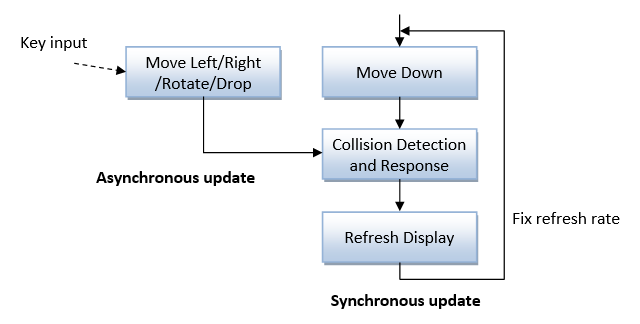 Key input
Move Left/Right
/Rotate/Drop
Move Down
Collision Detection
and Response
Asynchronous update
Fix refresh rate
Refresh Display
Synchronous update